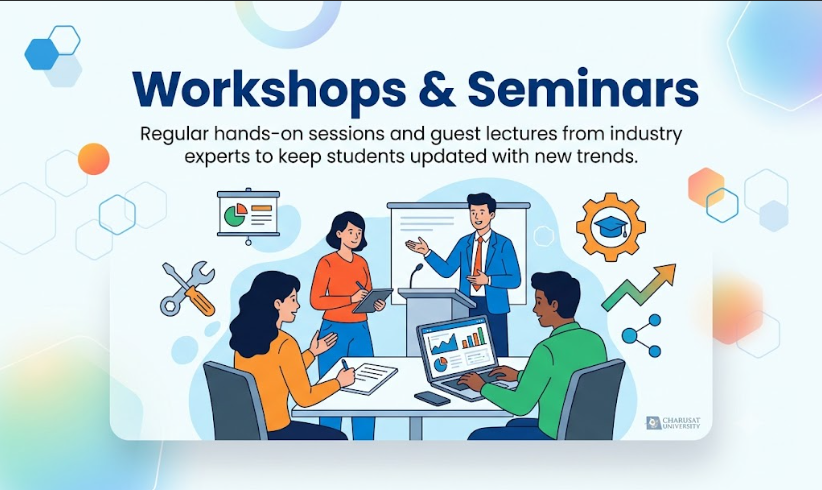 Workshops & Seminars
Regular hands-on sessions and guest lectures from industry
experts to keep students updated with new trends.
CHARUSAT
UNIVERSITY